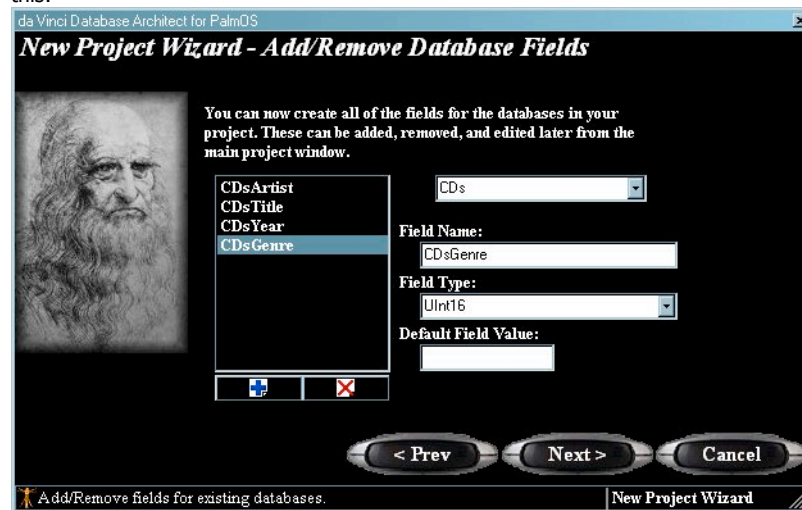 this:
da Vinci Database Architect for PalmOS
New Project Wizard - Add/Remove Database Fields
You can now create all of the fields for the databases in your
project. These can be added, removed, and edited later from the
main project window.
CDsArtist
CDsTitle
CDsYear
CDsGenre
CDs
Field Name:
CDsGenre
Field Type:
UInt16
Default Field Value:
< Prev
Next >
Cancel
Add/Remove fields for existing databases.
New Project Wizard